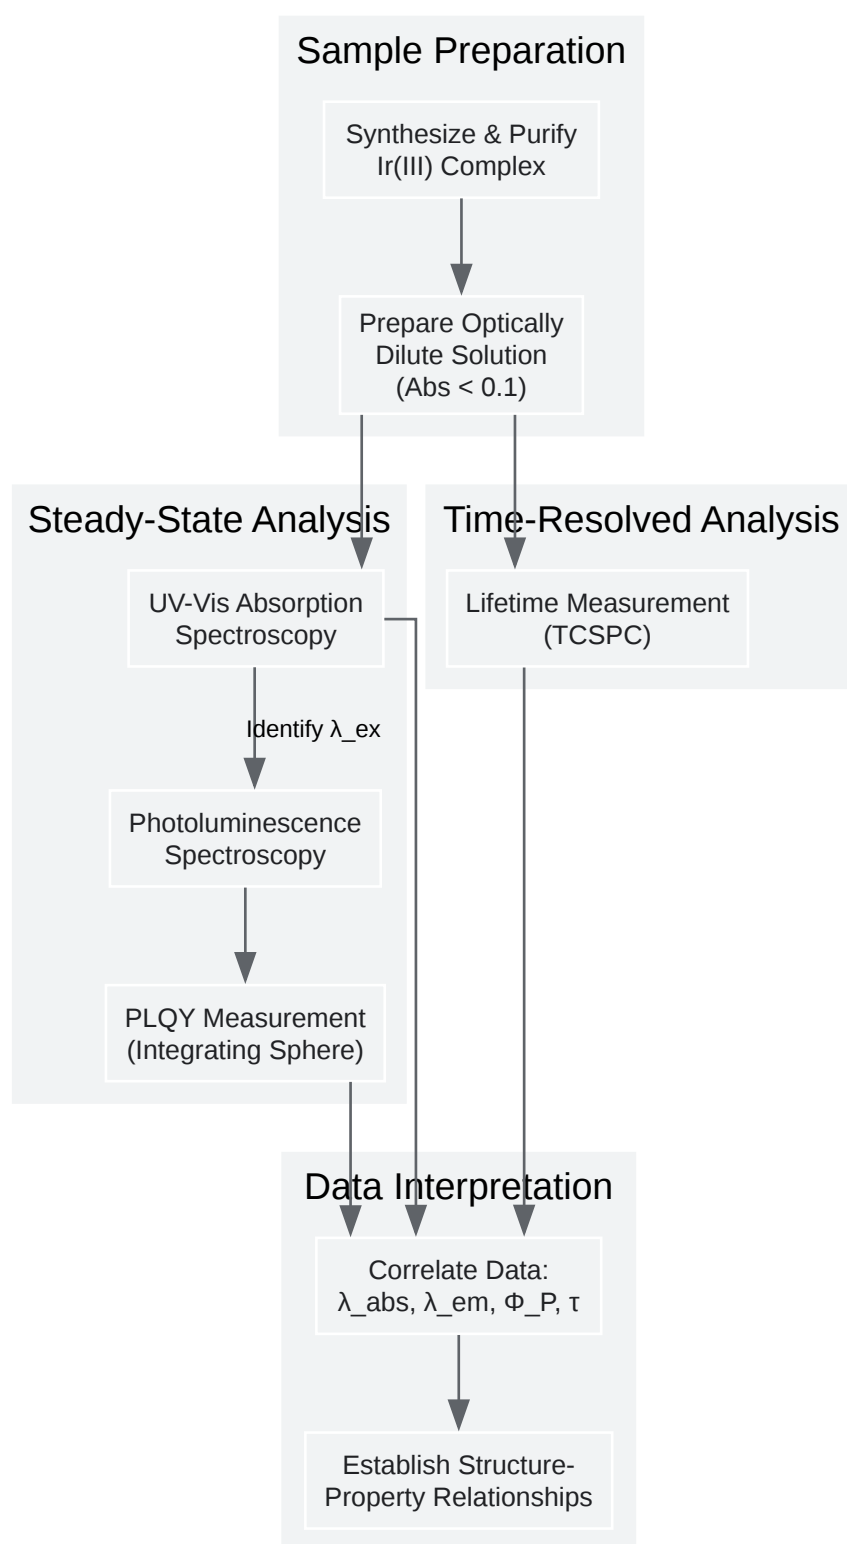 Sample Preparation
Synthesize & Purify
Ir(III) Complex
Prepare Optically
Dilute Solution
(Abs < 0.1)
Steady-State Analysis
UV-Vis Absorption
Spectroscopy
Identify λ_ex
Photoluminescence
Spectroscopy
PLQY Measurement
(Integrating Sphere)
Time-Resolved Analysis
Lifetime Measurement
(TCSPC)
Data Interpretation
Correlate Data:
λ_abs, λ_em, Φ_P, τ
Establish Structure-
Property Relationships